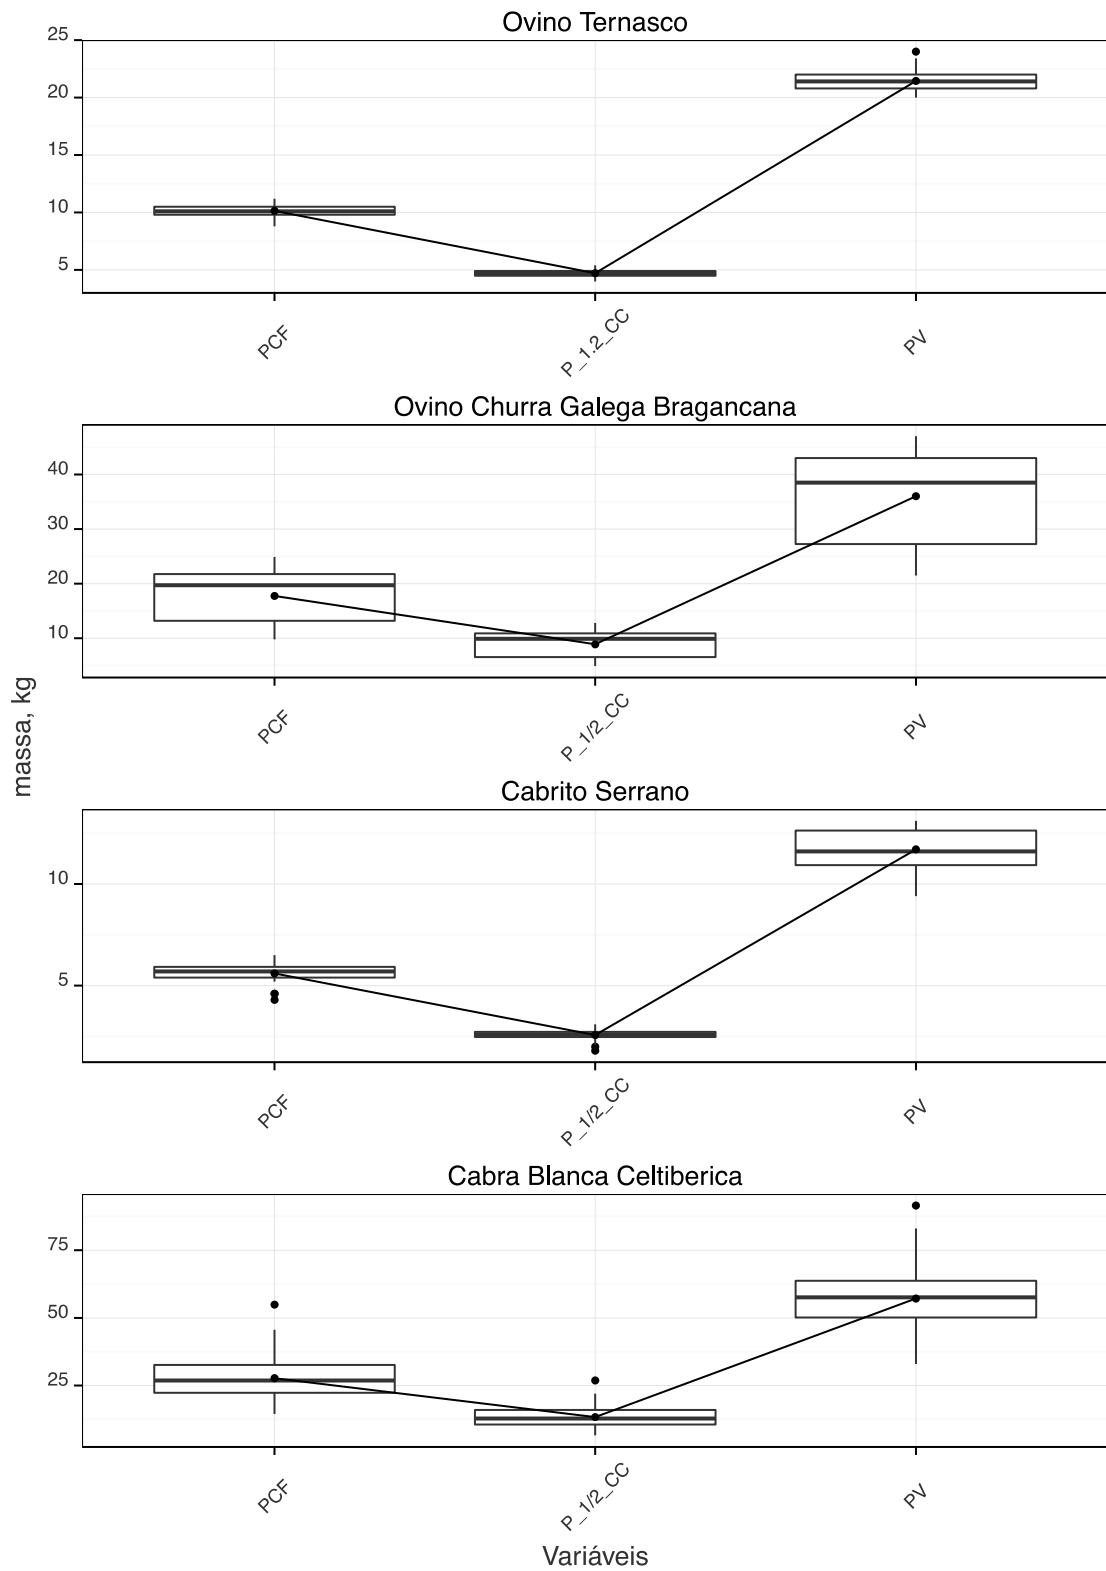 Ovino Ternasco
25
20
15
10
5
PCF
P_1.2_CC
PV
Ovino Churra Galega Bragancana
40
30
20
10
PCF
P_1/2_CC
PV
massa, kg
Cabrito Serrano
10
5
PCF
P_1/2_CC
PV
Cabra Blanca Celtiberica
75
50
25
PCF
P_1/2_CC
PV
Variáveis